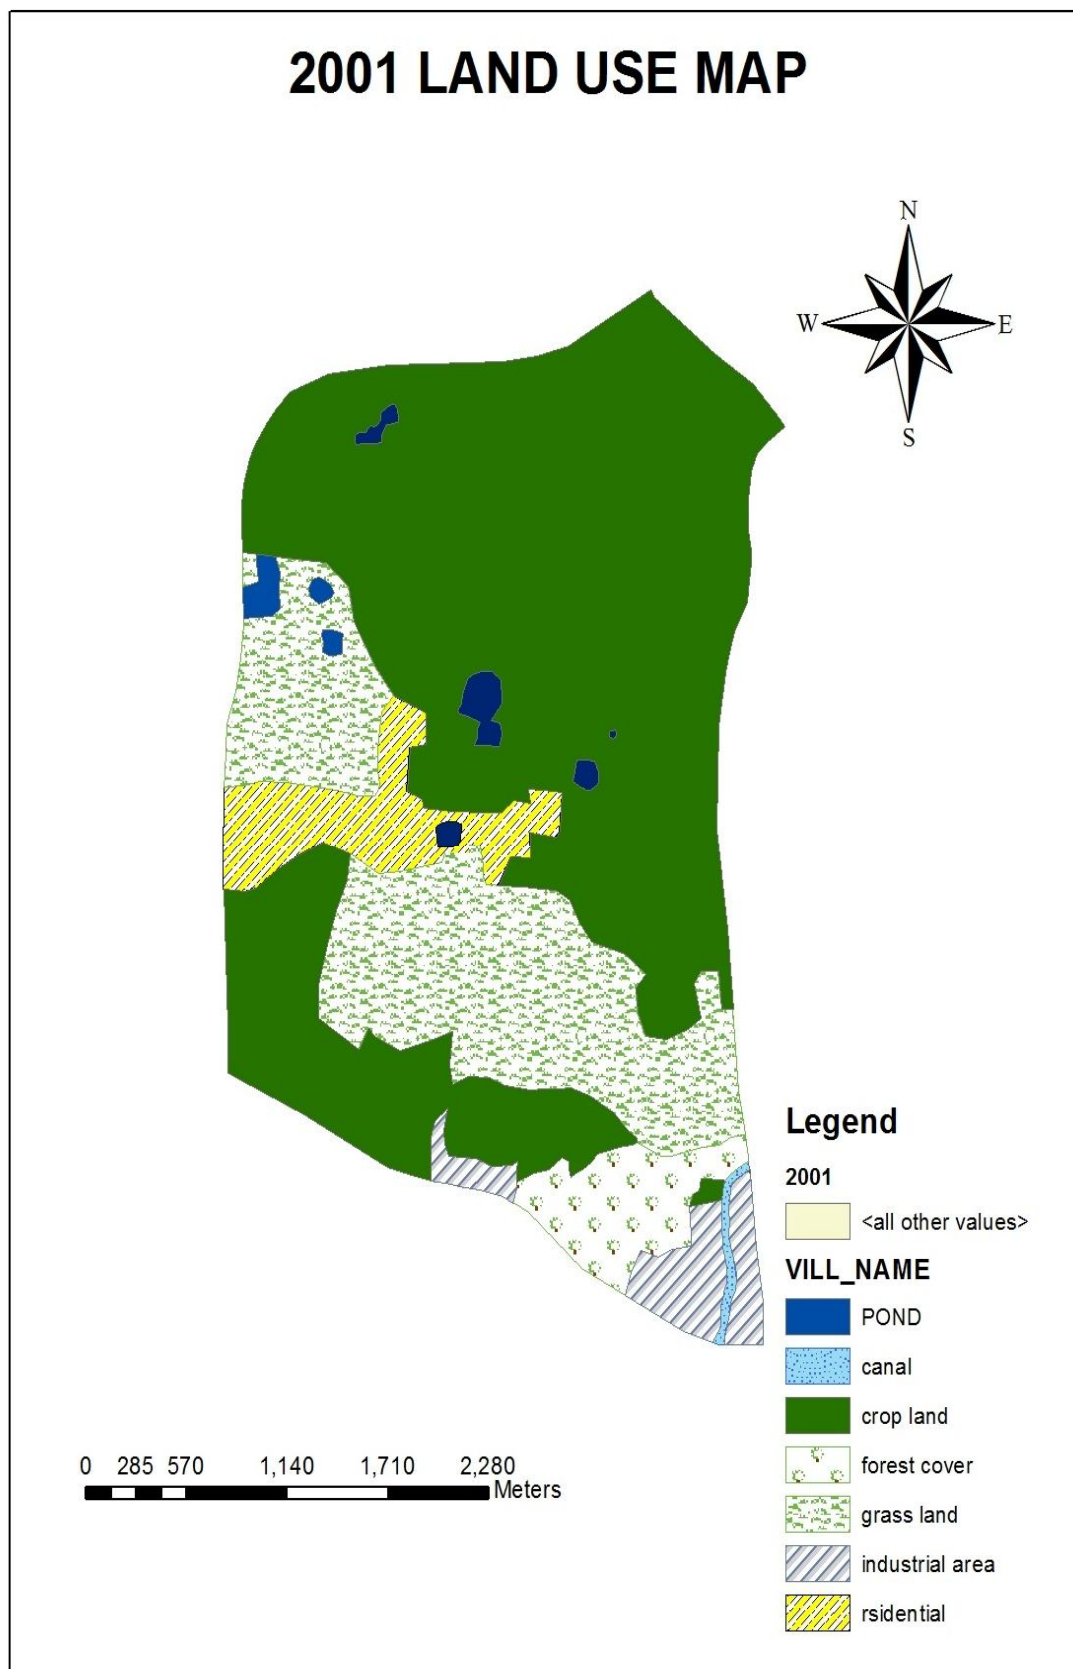 2001 LAND USE MAP
N
W E
S
Legend
2001
<all other values>
VILL_NAME
POND
canal
crop land
forest cover
grass land
industrial area
rsidential
0 285 570 1,140 1,710 2,280
Meters